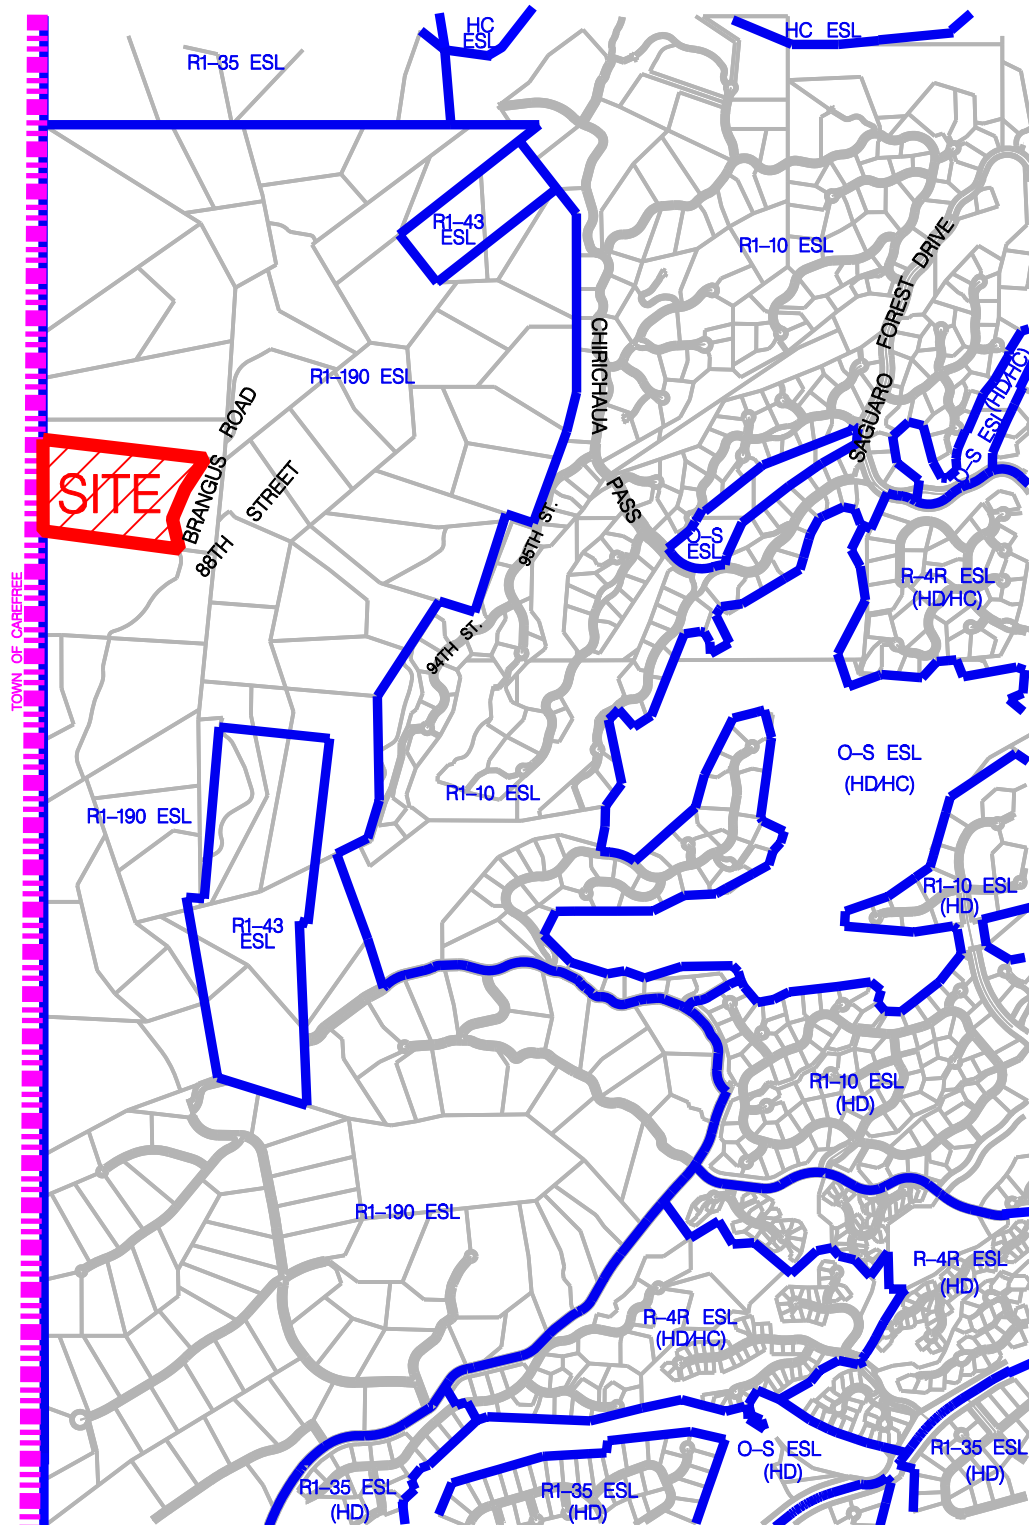 HC
ESL
HC ESL
R1–35 ESL
R1–43
ESL
R1–10 ESL
SAGUARO FOREST DRIVE
CHIRICHAUA PASS
R1–190 ESL
O–S ESL (HD/HC)
BRANGUS ROAD
88TH STREET
SITE
95TH ST.
O–S
ESL
R–4R ESL
(HD/HC)
TOWN OF CAREFREE
94TH ST.
O–S ESL
(HD/HC)
R1–10 ESL
R1–190 ESL
R1–10 ESL
(HD)
R1–43
ESL
R1–10 ESL
(HD)
R1–190 ESL
R–4R ESL
(HD)
R–4R ESL
(HD/HC)
O–S ESL
(HD)
R1–35 ESL
(HD)
R1–35 ESL
(HD)
R1–35 ESL
(HD)